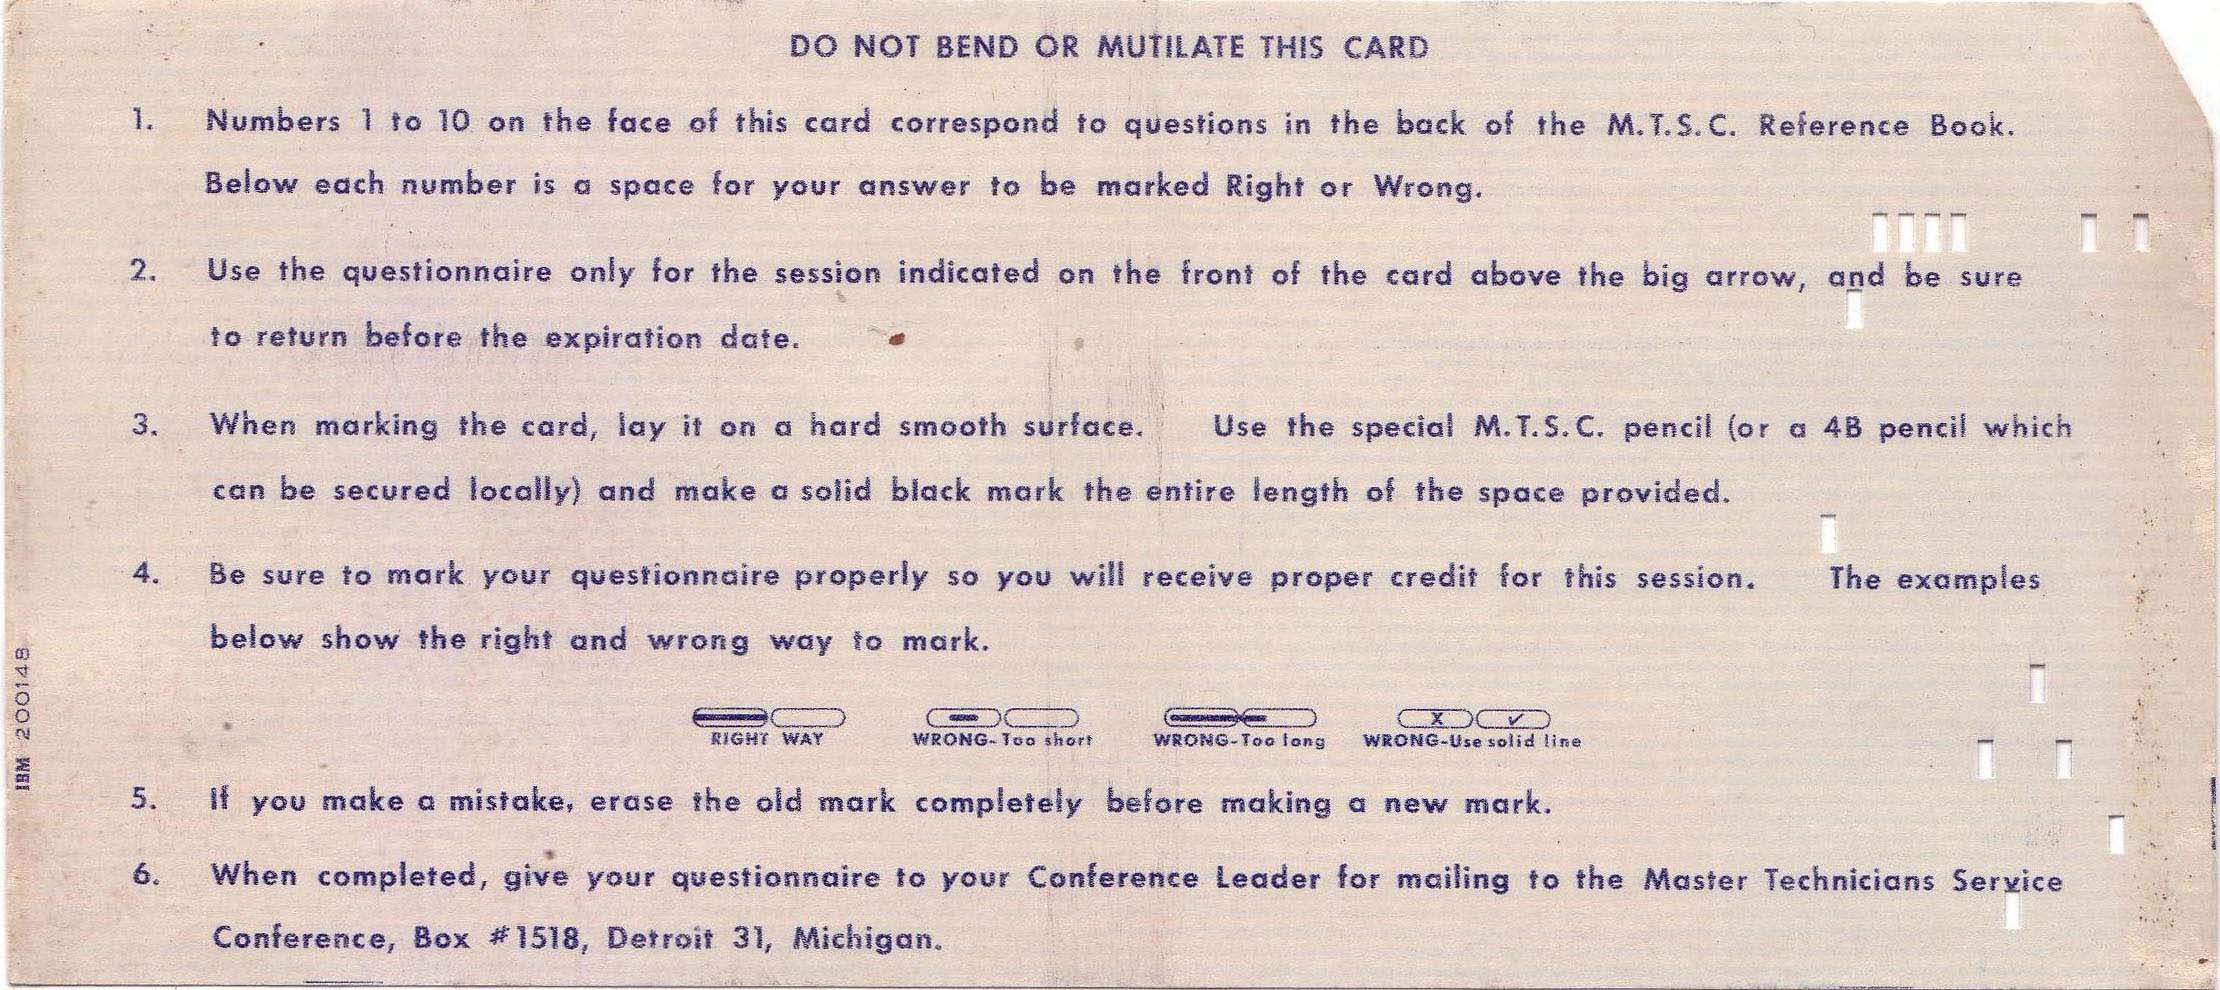 DO NOT BEND OR MUTILATE THIS CARD
1. Numbers 1 to 10 on the face of this card correspond to questions in the back of the M.T.S.C. Reference Book.
Below each number is a space for your answer to be marked Right or Wrong.
2. Use the questionnaire only for the session indicated on the front of the card above the big arrow, and be sure
to return before the expiration date.
3. When marking the card, lay it on a hard smooth surface. Use the special M.T.S.C. pencil (or a 4B pencil which
can be secured locally) and make a solid black mark the entire length of the space provided.
4. Be sure to mark your questionnaire properly so you will receive proper credit for this session. The examples
below show the right and wrong way to mark.
X ✓
RIGHT WAY WRONG-Too short WRONG-Too long WRONG-Use solid line
5. If you make a mistake, erase the old mark completely before making a new mark.
6. When completed, give your questionnaire to your Conference Leader for mailing to the Master Technicians Service
Conference, Box #1518, Detroit 31, Michigan.
IBM 200148